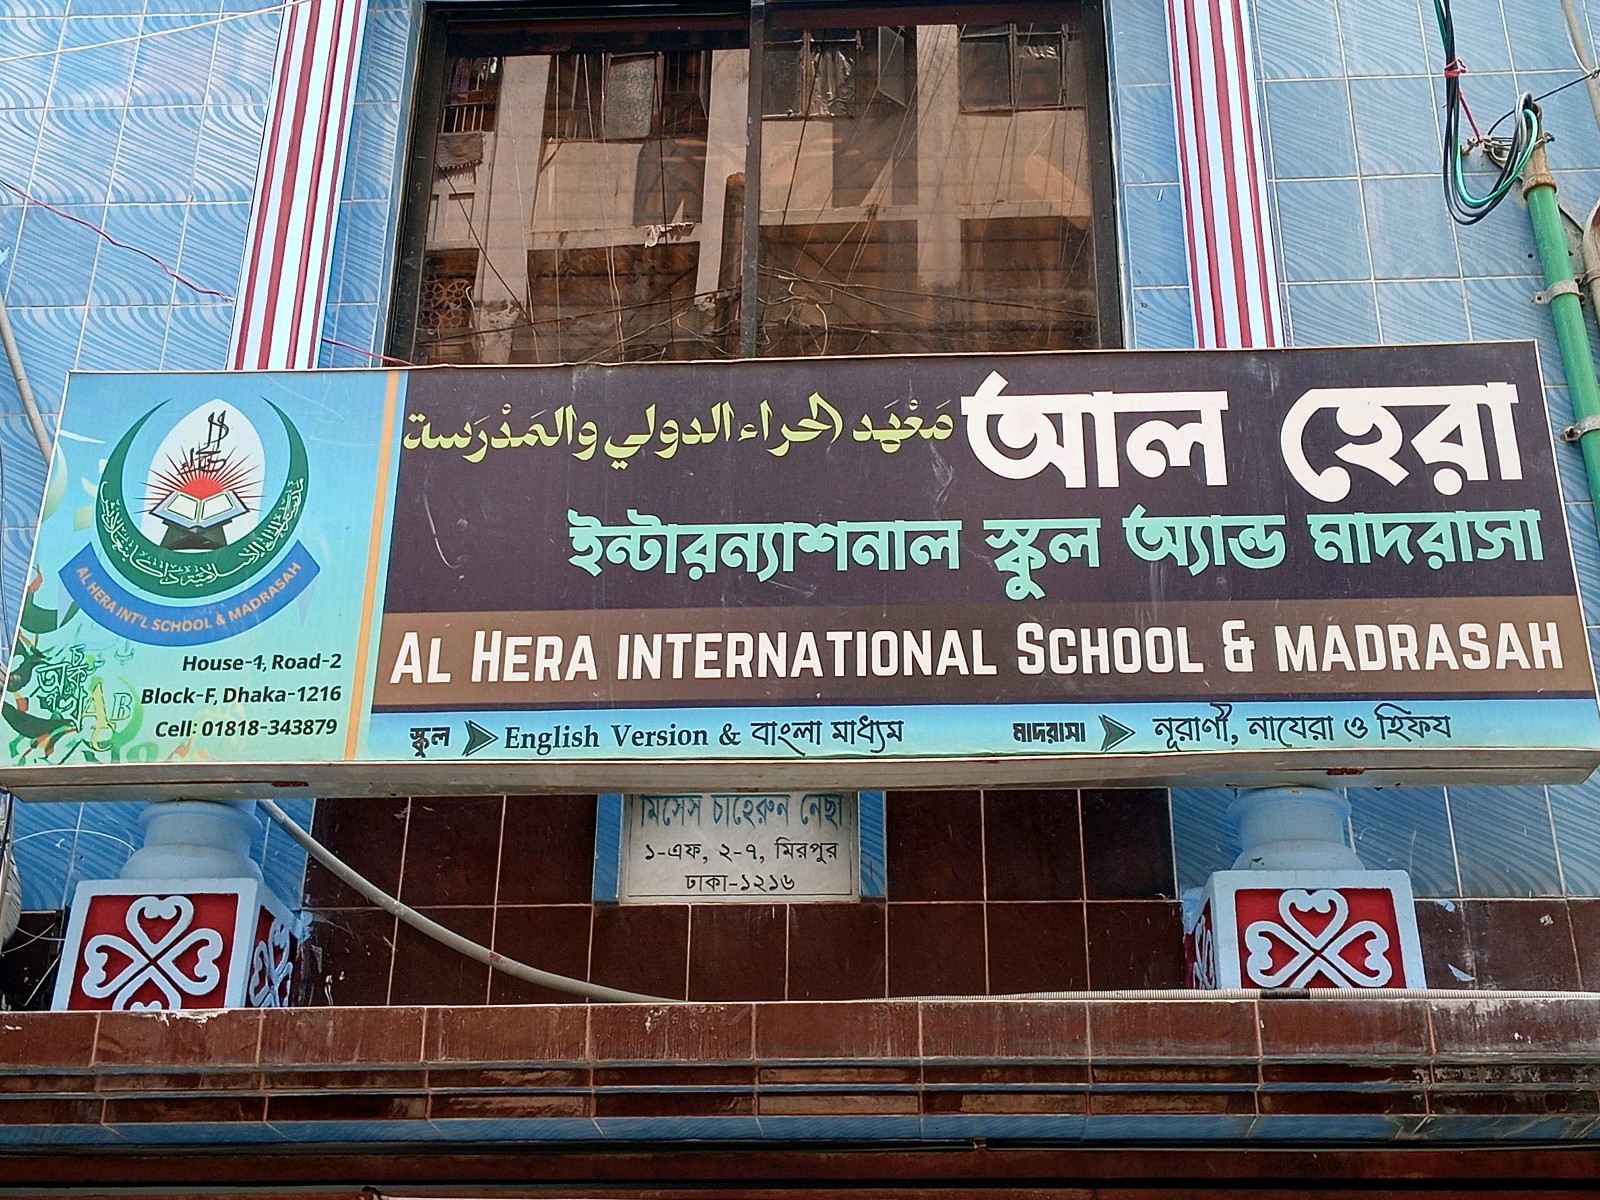 معهد الحراء الدولي والمدرسة
আল হেরা
ইন্টারন্যাশনাল স্কুল অ্যান্ড মাদরাসা
AL HERA INTERNATIONAL SCHOOL & MADRASAH
AL HERA INT'L SCHOOL & MADRASAH
House-1, Road-2
Block-F, Dhaka-1216
Cell: 01818-343879
স্কুল English Version & বাংলা মাধ্যম
মাদরাসা নূরাণী, নাযেরা ও হিফয
মিসেস চাহেরুন নেছা
১-এফ, ২-৭, মিরপুর
ঢাকা-১২১৬